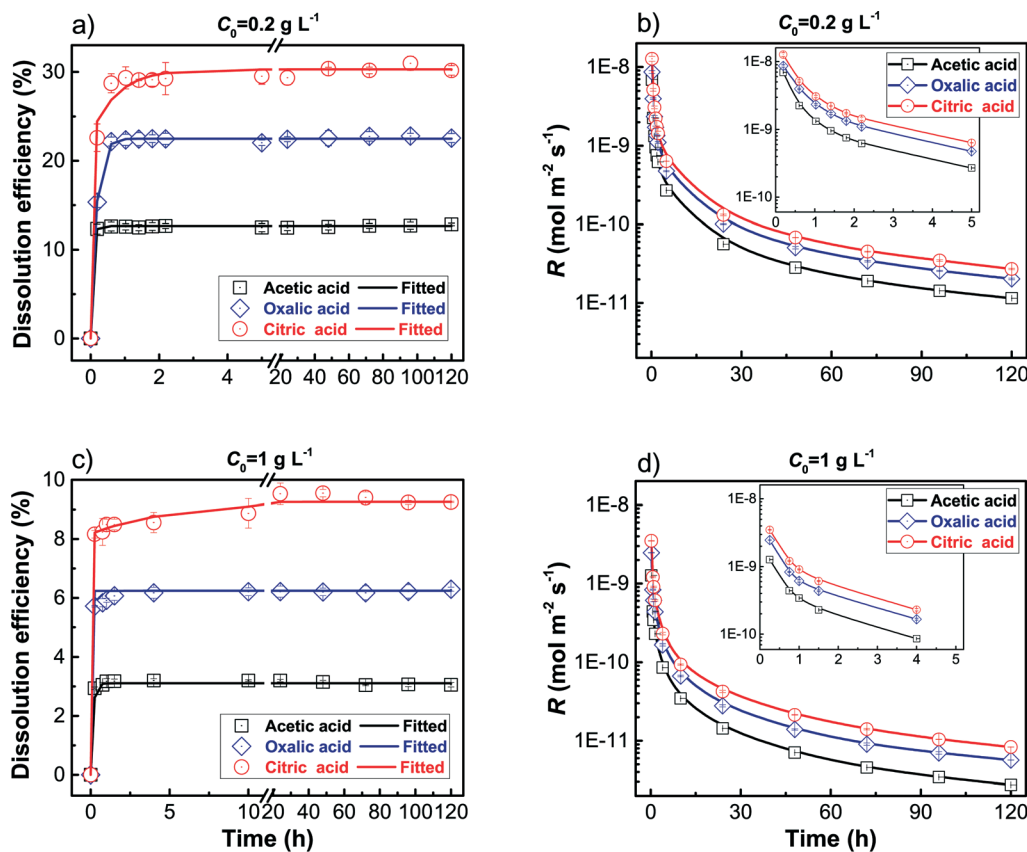 a)
C₀=0.2 g L⁻¹
Dissolution efficiency (%)
30
20
10
0
Acetic acid Fitted
Oxalic acid Fitted
Citric acid Fitted
0 2 4 20 40 60 80 100 120
b)
C₀=0.2 g L⁻¹
R (mol m⁻² s⁻¹)
1E-8
1E-9
1E-10
1E-11
1E-8
1E-9
1E-10
0 1 2 3 4 5
Acetic acid
Oxalic acid
Citric acid
0 30 60 90 120
c)
C₀=1 g L⁻¹
Dissolution efficiency (%)
10
8
6
4
2
0
Acetic acid Fitted
Oxalic acid Fitted
Citric acid Fitted
0 5 10 20 40 60 80 100 120
Time (h)
d)
C₀=1 g L⁻¹
R (mol m⁻² s⁻¹)
1E-8
1E-9
1E-10
1E-11
1E-8
1E-9
1E-10
0 1 2 3 4 5
Acetic acid
Oxalic acid
Citric acid
0 30 60 90 120
Time (h)